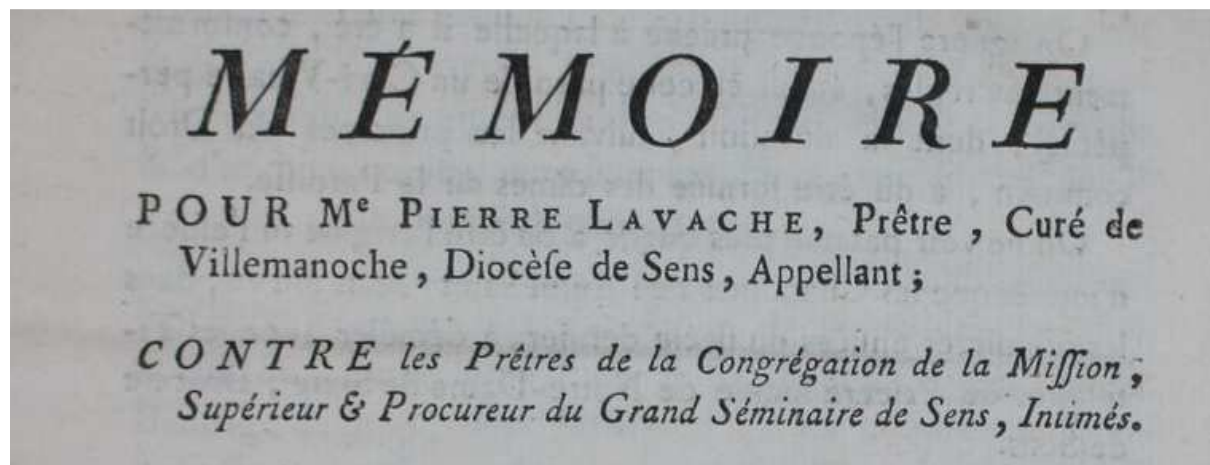 MÉMOIRE
POUR Me PIERRE LAVACHE, Prêtre, Curé de
Villemanoche, Diocèſe de Sens, Appellant;
CONTRE les Prêtres de la Congrégation de la Miſſion,
Supérieur & Procureur du Grand Séminaire de Sens, Intimés.